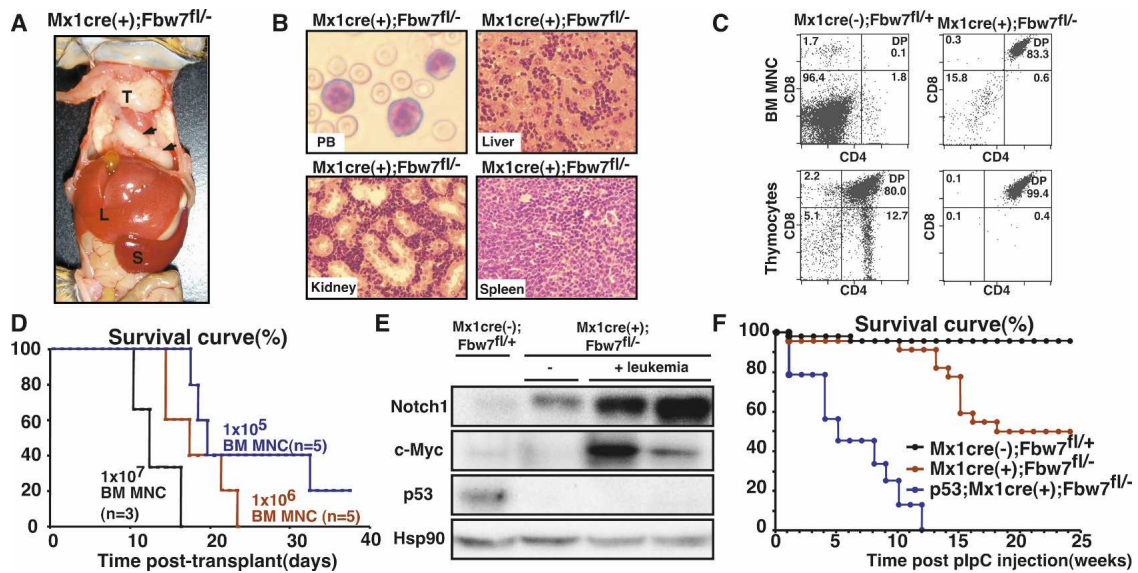 A
Mx1cre(+);Fbw7fl/-
T
L
S
B
Mx1cre(+);Fbw7fl/-
Mx1cre(+);Fbw7fl/-
PB
Liver
Mx1cre(+);Fbw7fl/-
Mx1cre(+);Fbw7fl/-
Kidney
Spleen
C
Mx1cre(-);Fbw7fl/+
Mx1cre(+);Fbw7fl/-
BM MNC
CD8
1.7
DP
0.1
96.4
1.8
CD4
CD8
0.3
DP
83.3
15.8
0.6
CD4
Thymocytes
CD8
2.2
DP
80.0
5.1
12.7
CD4
CD8
0.1
DP
99.4
0.1
0.4
CD4
D
Survival curve(%)
100
80
60
40
20
0
1x10^5
BM MNC(n=5)
1x10^7
BM MNC
(n=3)
1x10^6
BM MNC (n=5)
0
10
20
30
40
Time post-transplant(days)
E
Mx1cre(-);
Fbw7fl/+
Mx1cre(+);
Fbw7fl/-
-
+ leukemia
Notch1
c-Myc
p53
Hsp90
F
Survival curve(%)
100
80
60
40
20
0
Mx1cre(-);Fbw7fl/+
Mx1cre(+);Fbw7fl/-
p53;Mx1cre(+);Fbw7fl/-
0
5
10
15
20
25
Time post pIpC injection(weeks)